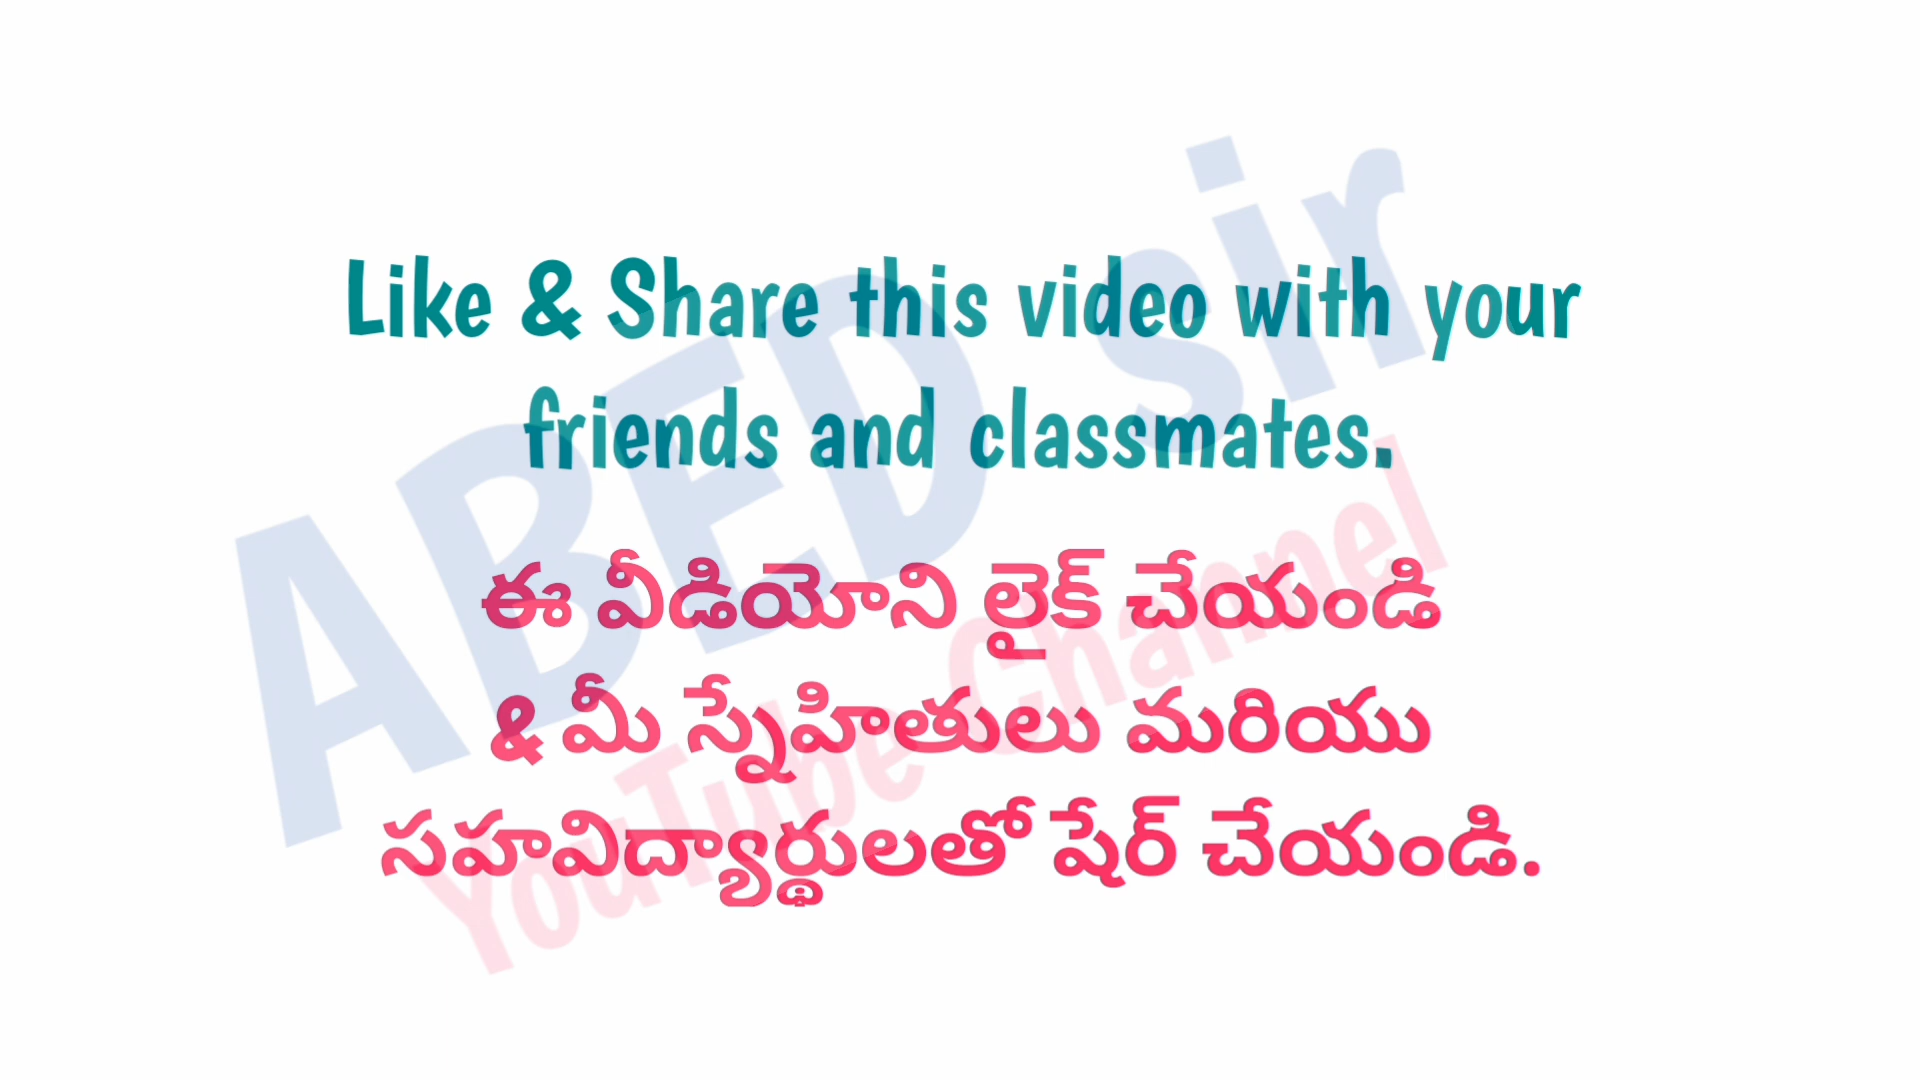 Like & Share this video with your
friends and classmates.
ఈ వీడియోని లైక్ చేయండి
& మీ స్నేహితులు మరియు
సహవిద్యార్థులతో షేర్ చేయండి.
ABED sir
YouTube Channel